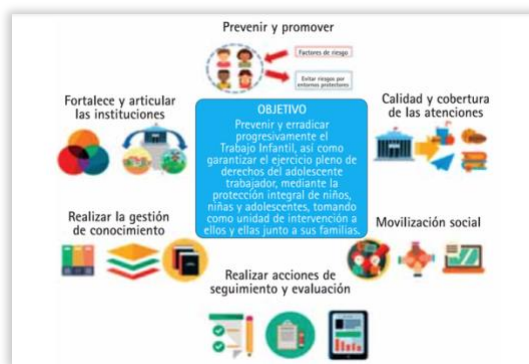 Prevenir y promover
Factores de riesgo
Evitar riesgos por
entornos protectores
Fortalece y articular
las instituciones
Calidad y cobertura
de las atenciones
OBJETIVO
Prevenir y erradicar
progresivamente el
Trabajo Infantil, así como
garantizar el ejercicio pleno de
derechos del adolescente
trabajador, mediante la
protección integral de niños,
niñas y adolescentes, tomando
como unidad de intervención a
ellos y ellas junto a sus familias.
Realizar la gestión
de conocimiento
Movilización social
Realizar acciones de
seguimiento y evaluación